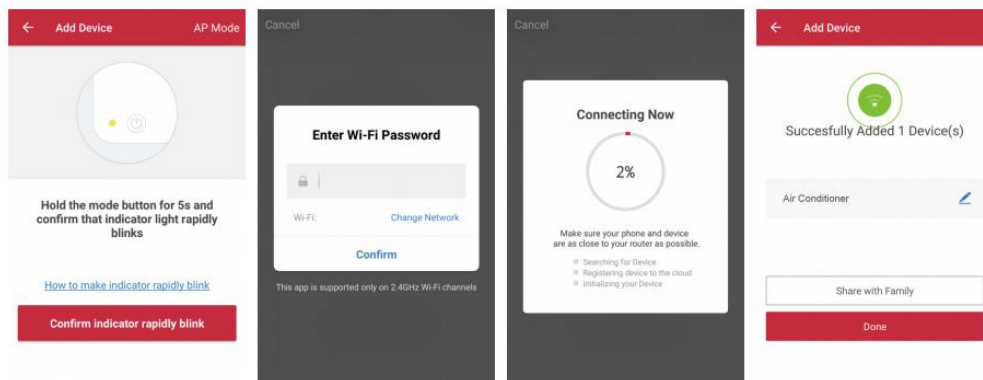 Add Device
AP Mode
Hold the mode button for 5s and
confirm that indicator light rapidly
blinks
How to make indicator rapidly blink
Confirm indicator rapidly blink
Cancel
Enter Wi-Fi Password
Wi-Fi:
Change Network
Confirm
This app is supported only on 2.4GHz Wi-Fi channels
Cancel
Connecting Now
2%
Make sure your phone and device
are as close to your router as possible.
Searching for Device
Registering device to the cloud
Initializing your Device
Add Device
Succesfully Added 1 Device(s)
Air Conditioner
Share with Family
Done